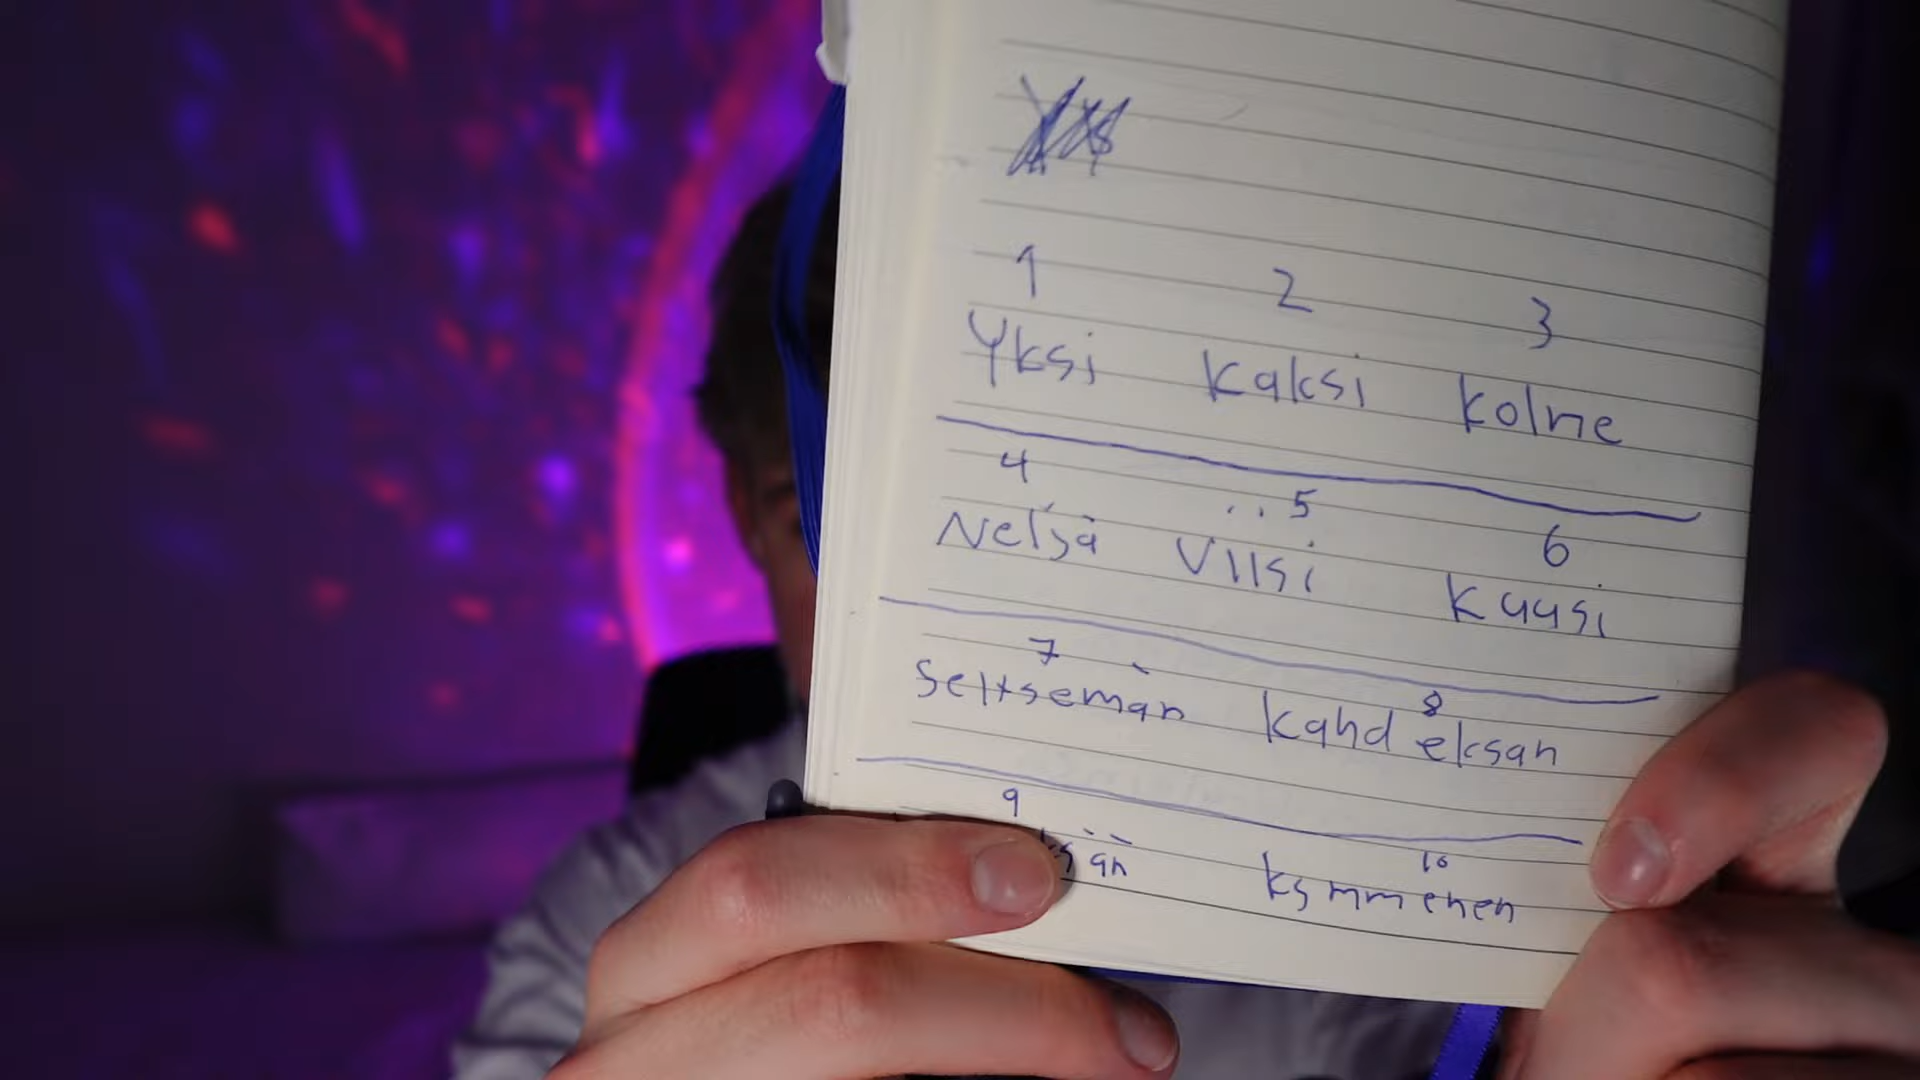 1 2 3
Yksi kaksi kolme
4 5 6
Neljä Viisi kuusi
7 8
seitsemän kahdeksan
9 10
ksän kymmenen